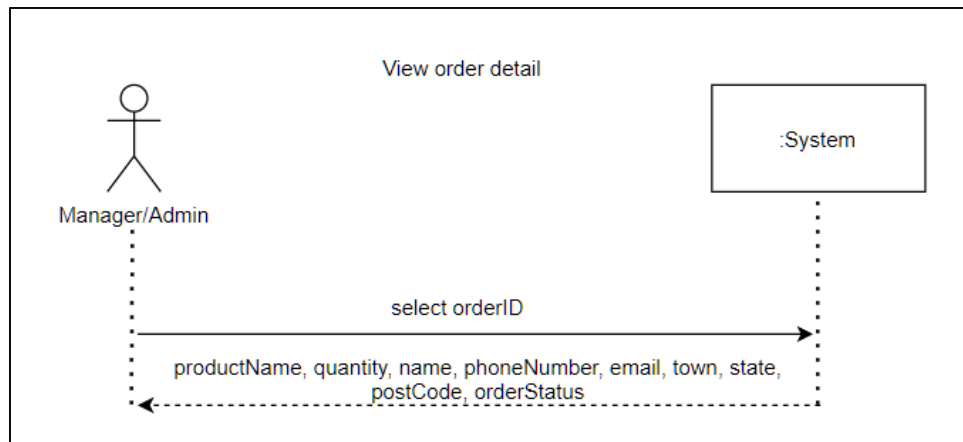 View order detail
:System
Manager/Admin
select orderID
productName, quantity, name, phoneNumber, email, town, state,
postCode, orderStatus